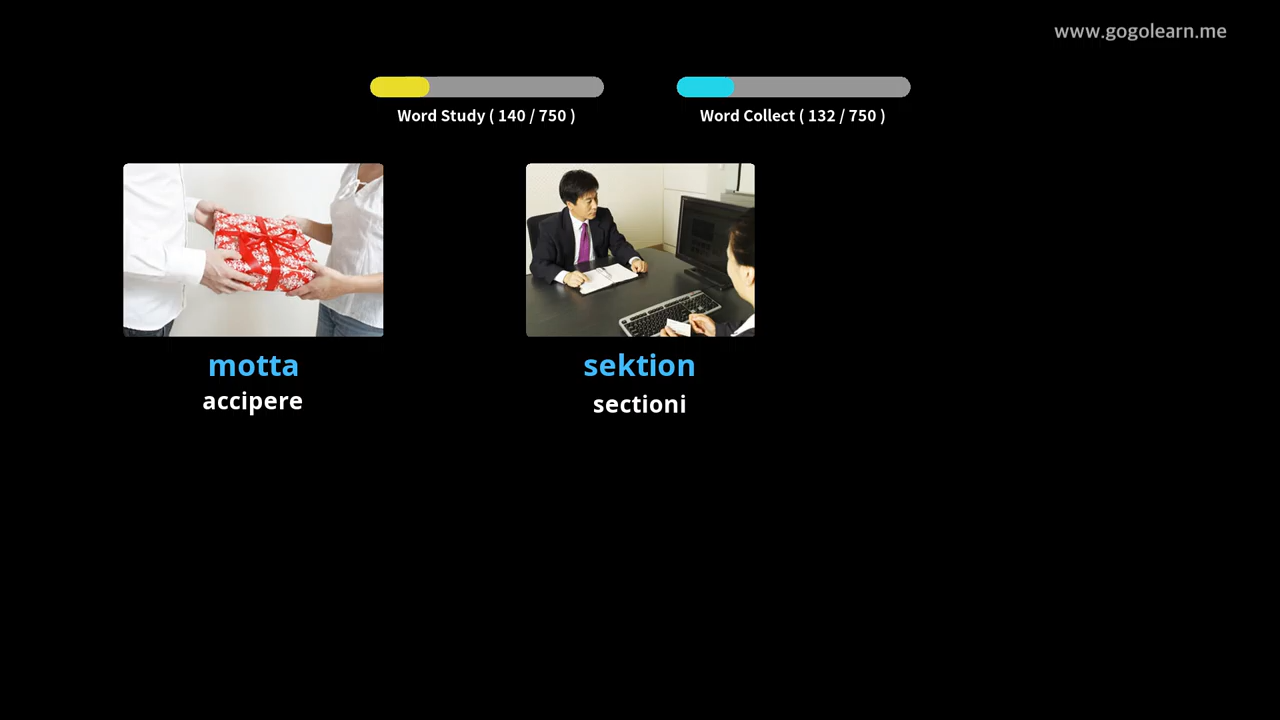 www.gogolearn.me
Word Study ( 140 / 750 )
Word Collect ( 132 / 750 )
motta
accipere
sektion
sectioni